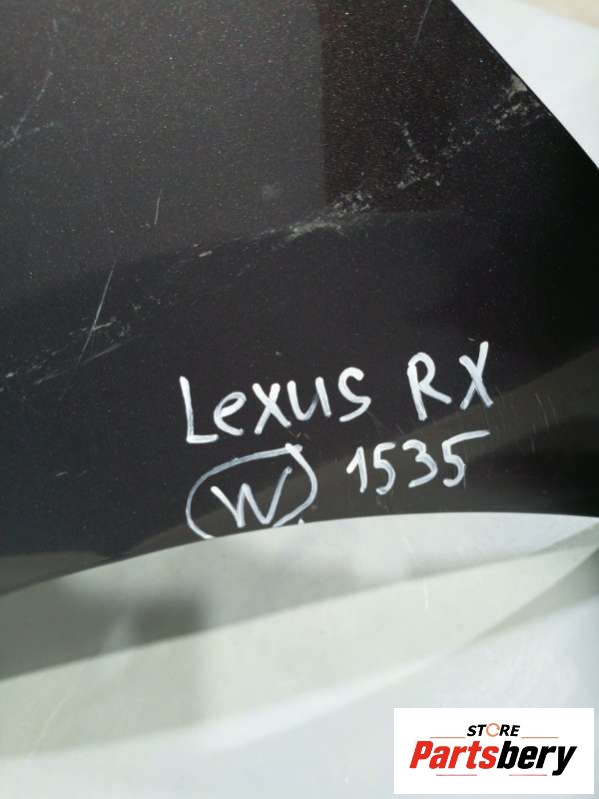 Lexus RX
W 1535
STORE
Partsbery